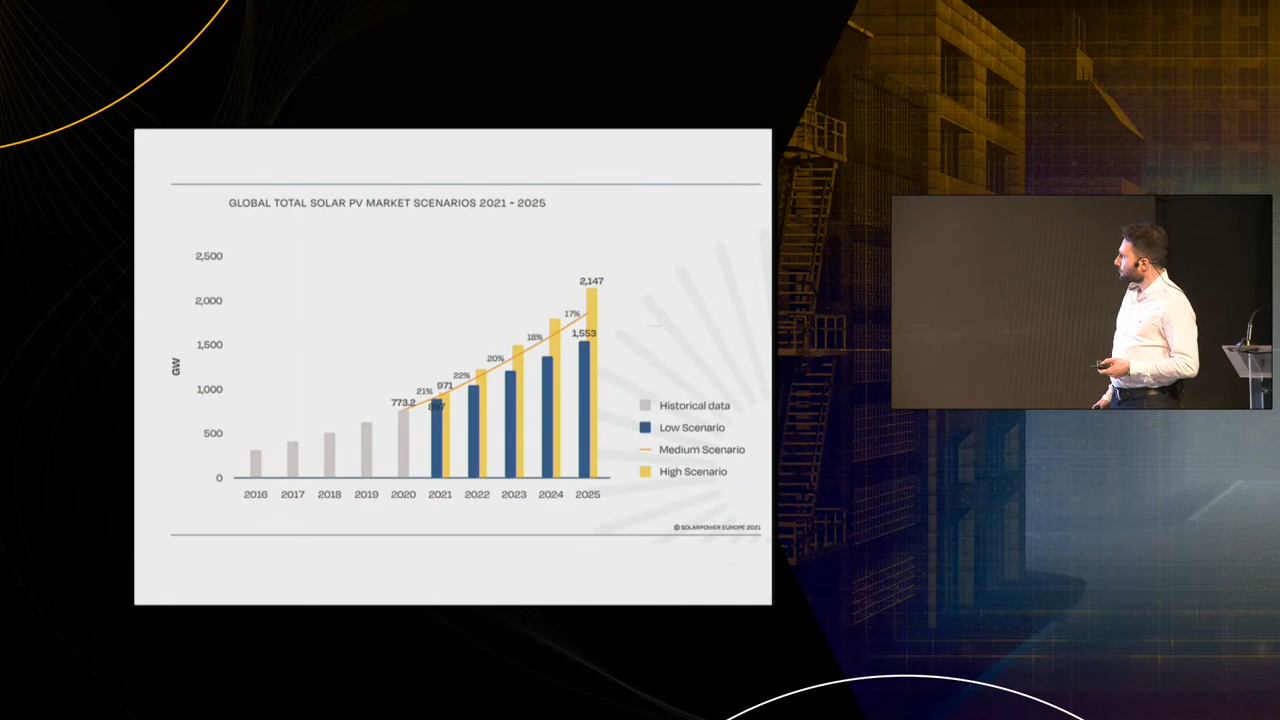 GLOBAL TOTAL SOLAR PV MARKET SCENARIOS 2021 - 2025
2,500
2,000
1,500
1,000
500
0
GW
2,147
17%
1,553
18%
20%
22%
21%
971
773.2
897
2016 2017 2018 2019 2020 2021 2022 2023 2024 2025
Historical data
Low Scenario
Medium Scenario
High Scenario
© SOLARPOWER EUROPE 2021